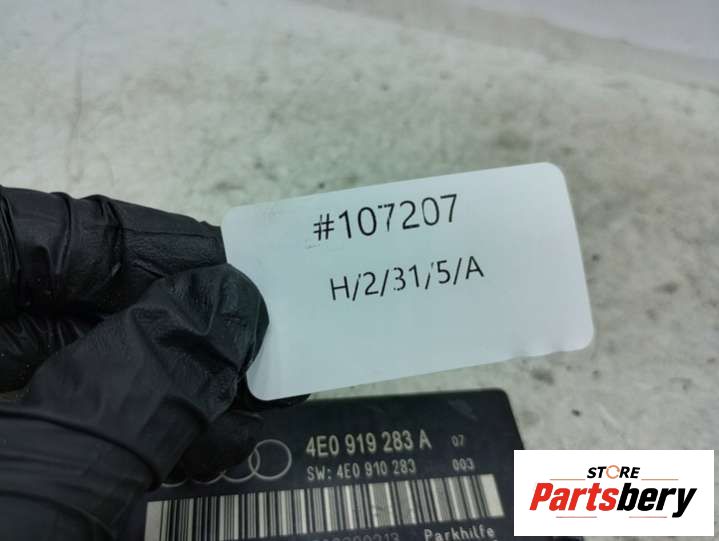 #107207
H/2/31/5/A
4E0 919 283 A 07
SW: 4E0 910 283 003
Parkhilfe
STORE
Partsbery